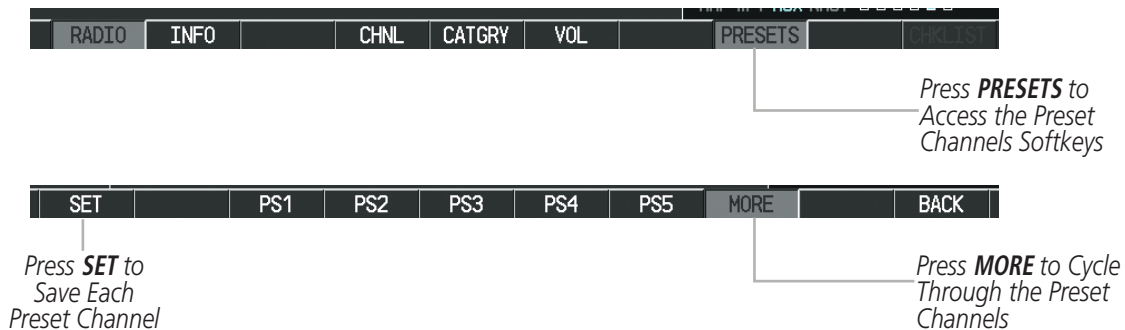 RADIO INFO CHNL CATGRY VOL PRESETS CHKLIST
Press PRESETS to
Access the Preset
Channels Softkeys
SET PS1 PS2 PS3 PS4 PS5 MORE BACK
Press SET to
Save Each
Preset Channel
Press MORE to Cycle
Through the Preset
Channels